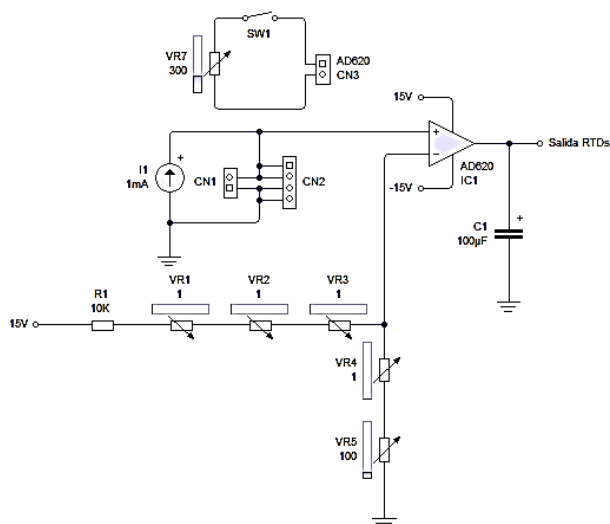 SW1
VR7
300
AD620
CN3
15V
+
−
Salida RTDs
AD620
IC1
-15V
+
I1
1mA
CN1
CN2
C1
100µF
+
R1
10K
VR1
1
VR2
1
VR3
1
15V
VR4
1
VR5
100